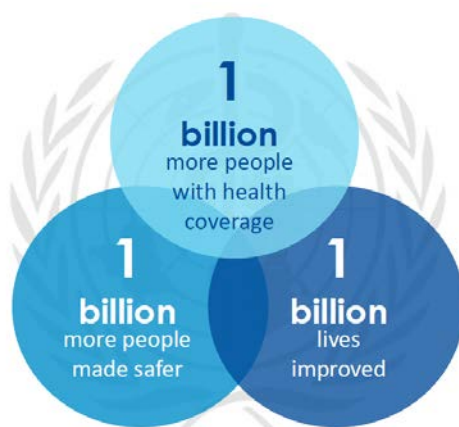 1
billion
more people
with health
coverage
1
billion
more people
made safer
1
billion
lives
improved